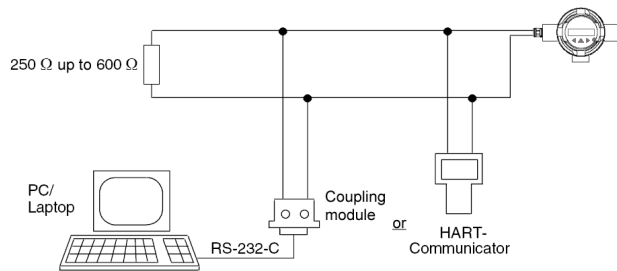 250 Ω up to 600 Ω
PC/
Laptop
RS-232-C
Coupling
module
or
HART-
Communicator